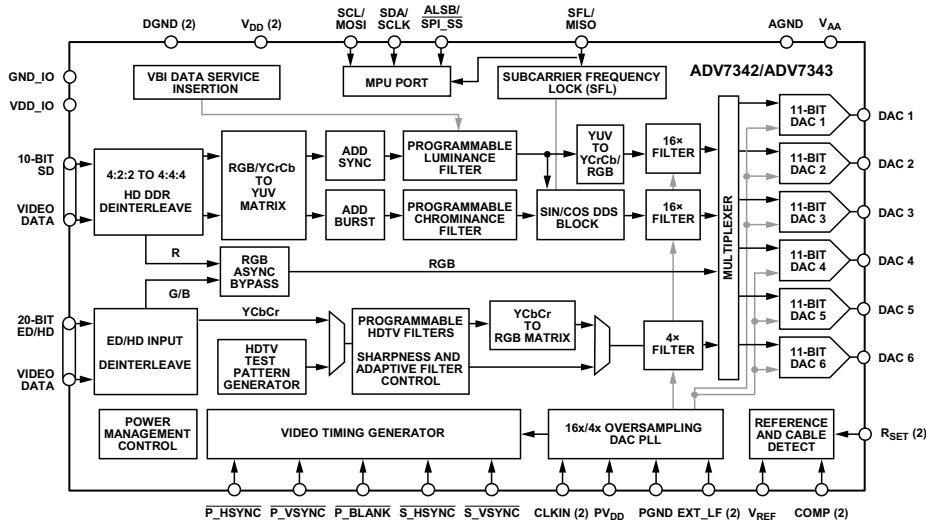 DGND (2)
VDD (2)
SCL/
MOSI
SDA/
SCLK
ALSB/
SPI_SS
SFL/
MISO
AGND
VAA
GND_IO
VDD_IO
VBI DATA SERVICE
INSERTION
MPU PORT
SUBCARRIER FREQUENCY
LOCK (SFL)
ADV7342/ADV7343
10-BIT
SD
VIDEO
DATA
4:2:2 TO 4:4:4
HD DDR
DEINTERLEAVE
RGB/YCrCb
TO
YUV
MATRIX
ADD
SYNC
PROGRAMMABLE
LUMINANCE
FILTER
YUV
TO
YCrCb/
RGB
16×
FILTER
ADD
BURST
PROGRAMMABLE
CHROMINANCE
FILTER
SIN/COS DDS
BLOCK
16×
FILTER
MULTIPLEXER
11-BIT
DAC 1
DAC 1
11-BIT
DAC 2
DAC 2
11-BIT
DAC 3
DAC 3
11-BIT
DAC 4
DAC 4
11-BIT
DAC 5
DAC 5
11-BIT
DAC 6
DAC 6
R
G/B
RGB
ASYNC
BYPASS
RGB
20-BIT
ED/HD
VIDEO
DATA
ED/HD INPUT
DEINTERLEAVE
YCbCr
HDTV
TEST
PATTERN
GENERATOR
PROGRAMMABLE
HDTV FILTERS
SHARPNESS AND
ADAPTIVE FILTER
CONTROL
YCbCr
TO
RGB MATRIX
4×
FILTER
POWER
MANAGEMENT
CONTROL
VIDEO TIMING GENERATOR
16x/4x OVERSAMPLING
DAC PLL
REFERENCE
AND CABLE
DETECT
RSET (2)
P_HSYNC
P_VSYNC
P_BLANK
S_HSYNC
S_VSYNC
CLKIN (2)
PVDD
PGND
EXT_LF (2)
VREF
COMP (2)